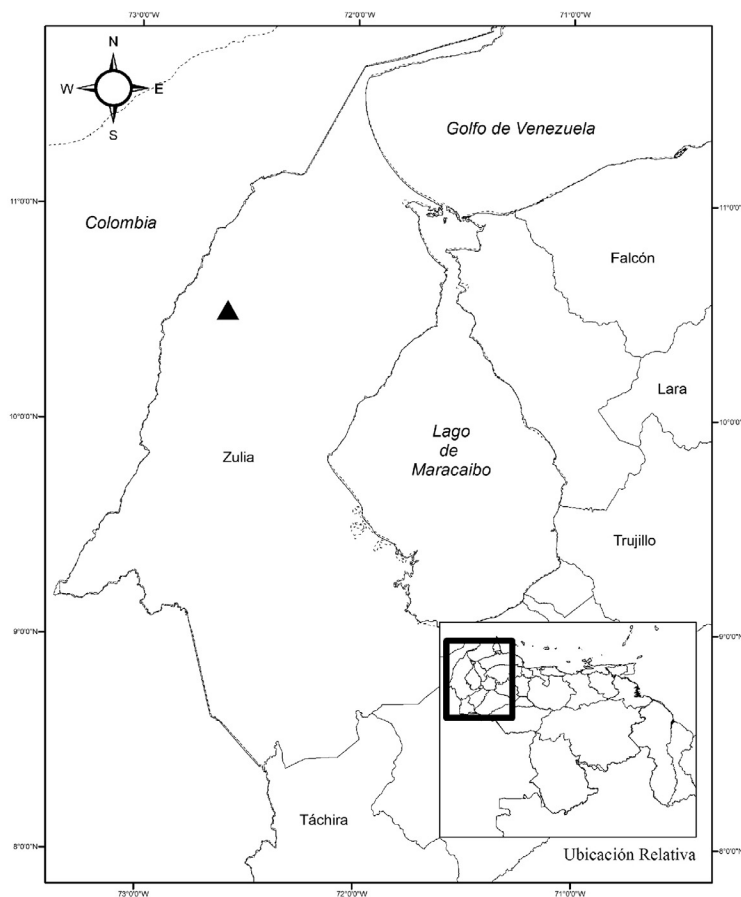 73°0'0"W
72°0'0"W
71°0'0"W
N
W
E
S
Golfo de Venezuela
11°0'0"N
11°0'0"N
Colombia
Falcón
Lara
10°0'0"N
10°0'0"N
Lago
de
Maracaibo
Zulia
Trujillo
9°0'0"N
9°0'0"N
Táchira
8°0'0"N
8°0'0"N
Ubicación Relativa
73°0'0"W
72°0'0"W
71°0'0"W